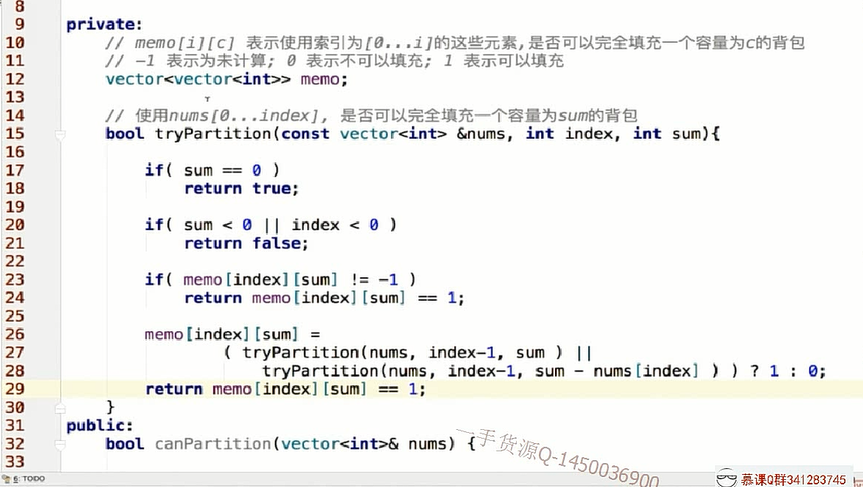 8
9 private:
10 // memo[i][c] 表示使用索引为[0...i]的这些元素,是否可以完全填充一个容量为c的背包
11 // -1 表示为未计算; 0 表示不可以填充; 1 表示可以填充
12 vector<vector<int>> memo;
13
14 // 使用nums[0...index], 是否可以完全填充一个容量为sum的背包
15 bool tryPartition(const vector<int> &nums, int index, int sum){
16
17 if( sum == 0 )
18 return true;
19
20 if( sum < 0 || index < 0 )
21 return false;
22
23 if( memo[index][sum] != -1 )
24 return memo[index][sum] == 1;
25
26 memo[index][sum] =
27 ( tryPartition(nums, index-1, sum ) ||
28 tryPartition(nums, index-1, sum - nums[index] ) ) ? 1 : 0;
29 return memo[index][sum] == 1;
30 }
31 public:
32 bool canPartition(vector<int>& nums) {
33
一手货源Q-1450036900
6: TODO
慕课Q群341283745